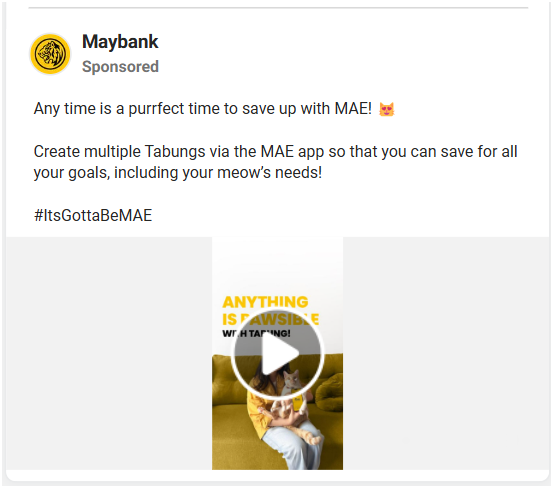 Maybank
Sponsored
Any time is a purrfect time to save up with MAE! 😻
Create multiple Tabungs via the MAE app so that you can save for all
your goals, including your meow's needs!
#ItsGottaBeMAE
ANYTHING
IS PAWSIBLE
WITH TABUNG!